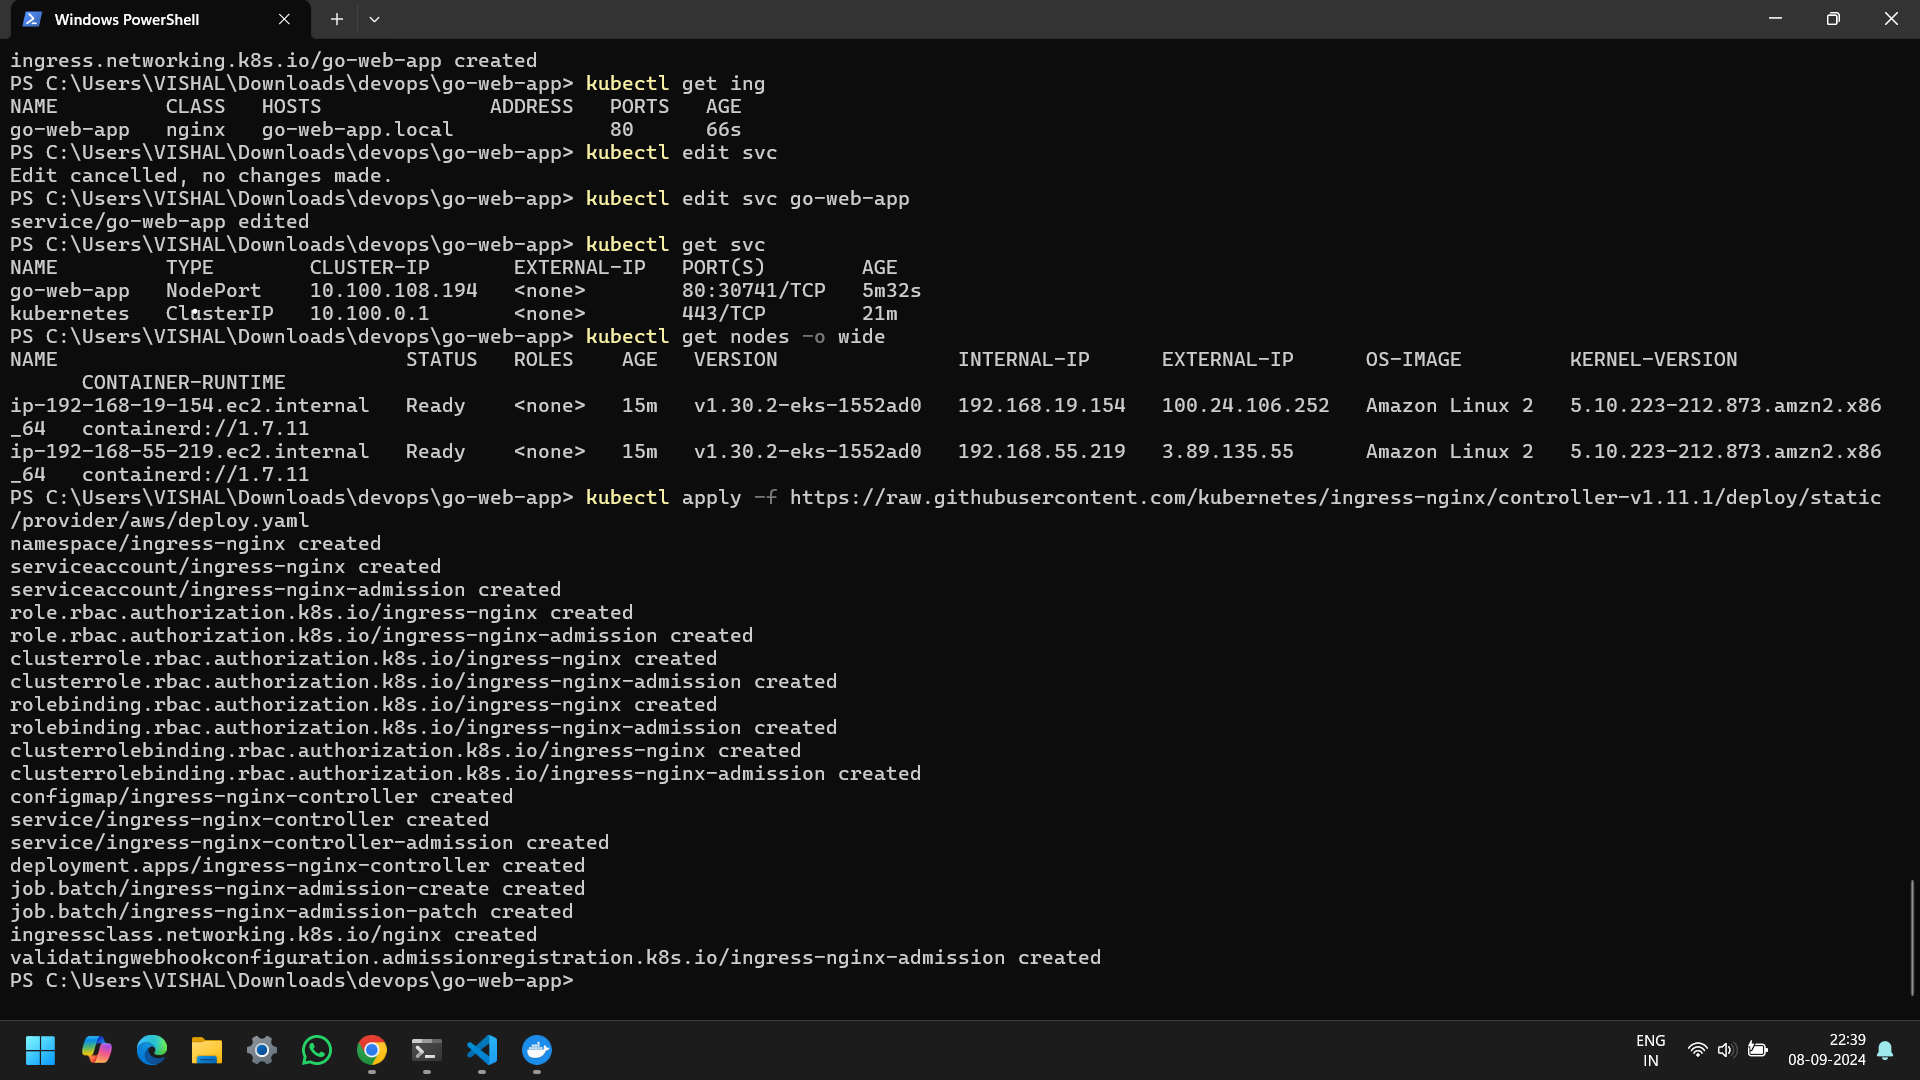 Windows PowerShell
ingress.networking.k8s.io/go-web-app created
PS C:\Users\VISHAL\Downloads\devops\go-web-app> kubectl get ing
NAME         CLASS   HOSTS              ADDRESS   PORTS   AGE
go-web-app   nginx   go-web-app.local             80      66s
PS C:\Users\VISHAL\Downloads\devops\go-web-app> kubectl edit svc
Edit cancelled, no changes made.
PS C:\Users\VISHAL\Downloads\devops\go-web-app> kubectl edit svc go-web-app
service/go-web-app edited
PS C:\Users\VISHAL\Downloads\devops\go-web-app> kubectl get svc
NAME         TYPE        CLUSTER-IP       EXTERNAL-IP   PORT(S)        AGE
go-web-app   NodePort    10.100.108.194   <none>        80:30741/TCP   5m32s
kubernetes   ClusterIP   10.100.0.1       <none>        443/TCP        21m
PS C:\Users\VISHAL\Downloads\devops\go-web-app> kubectl get nodes -o wide
NAME                             STATUS   ROLES    AGE   VERSION               INTERNAL-IP      EXTERNAL-IP      OS-IMAGE         KERNEL-VERSION
      CONTAINER-RUNTIME
ip-192-168-19-154.ec2.internal   Ready    <none>   15m   v1.30.2-eks-1552ad0   192.168.19.154   100.24.106.252   Amazon Linux 2   5.10.223-212.873.amzn2.x86
_64   containerd://1.7.11
ip-192-168-55-219.ec2.internal   Ready    <none>   15m   v1.30.2-eks-1552ad0   192.168.55.219   3.89.135.55      Amazon Linux 2   5.10.223-212.873.amzn2.x86
_64   containerd://1.7.11
PS C:\Users\VISHAL\Downloads\devops\go-web-app> kubectl apply -f https://raw.githubusercontent.com/kubernetes/ingress-nginx/controller-v1.11.1/deploy/static
/provider/aws/deploy.yaml
namespace/ingress-nginx created
serviceaccount/ingress-nginx created
serviceaccount/ingress-nginx-admission created
role.rbac.authorization.k8s.io/ingress-nginx created
role.rbac.authorization.k8s.io/ingress-nginx-admission created
clusterrole.rbac.authorization.k8s.io/ingress-nginx created
clusterrole.rbac.authorization.k8s.io/ingress-nginx-admission created
rolebinding.rbac.authorization.k8s.io/ingress-nginx created
rolebinding.rbac.authorization.k8s.io/ingress-nginx-admission created
clusterrolebinding.rbac.authorization.k8s.io/ingress-nginx created
clusterrolebinding.rbac.authorization.k8s.io/ingress-nginx-admission created
configmap/ingress-nginx-controller created
service/ingress-nginx-controller created
service/ingress-nginx-controller-admission created
deployment.apps/ingress-nginx-controller created
job.batch/ingress-nginx-admission-create created
job.batch/ingress-nginx-admission-patch created
ingressclass.networking.k8s.io/nginx created
validatingwebhookconfiguration.admissionregistration.k8s.io/ingress-nginx-admission created
PS C:\Users\VISHAL\Downloads\devops\go-web-app>
ENG
IN
22:39
08-09-2024